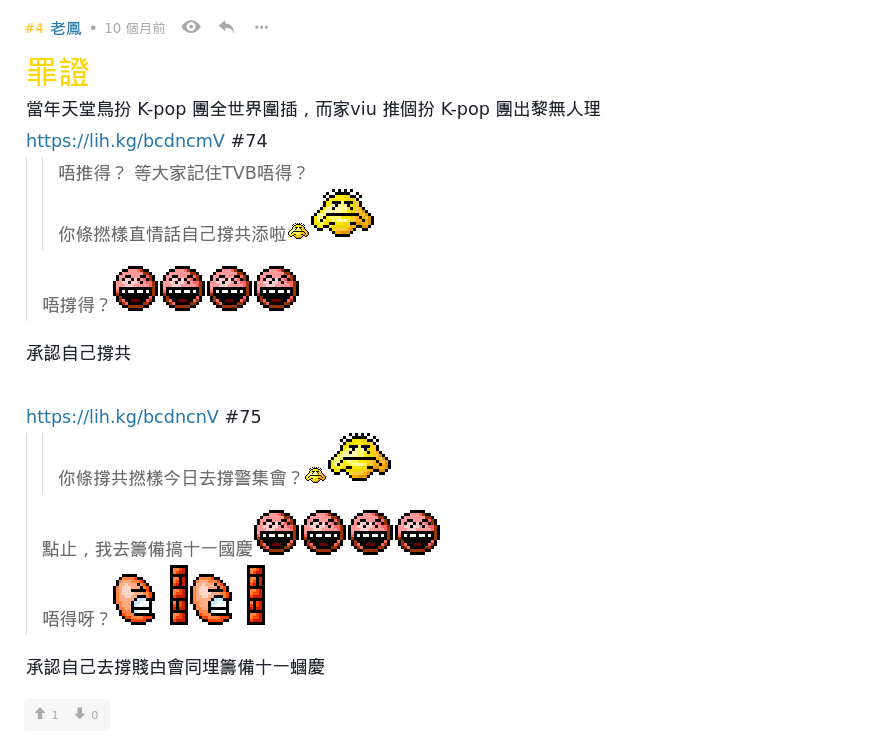 #4 老鳳 • 10 個月前
罪證
當年天堂鳥扮 K-pop 團全世界圍插，而家viu 推個扮 K-pop 團出黎無人理
https://lih.kg/bcdncmV #74
唔推得？ 等大家記住TVB唔得？
你條撚樣直情話自己撐共添啦
唔撐得？
承認自己撐共
https://lih.kg/bcdncnV #75
你條撐共撚樣今日去撐警集會？
點止，我去籌備搞十一國慶
唔得呀？
承認自己去撐賤甴會同埋籌備十一蟈慶
1 0